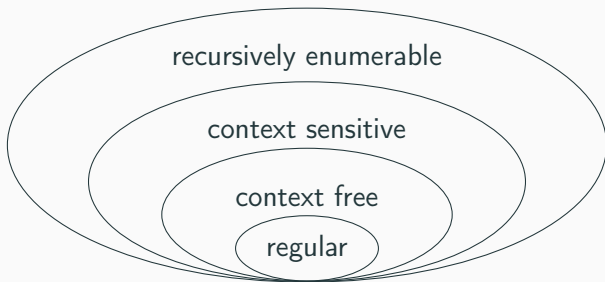 recursively enumerable
context sensitive
context free
regular